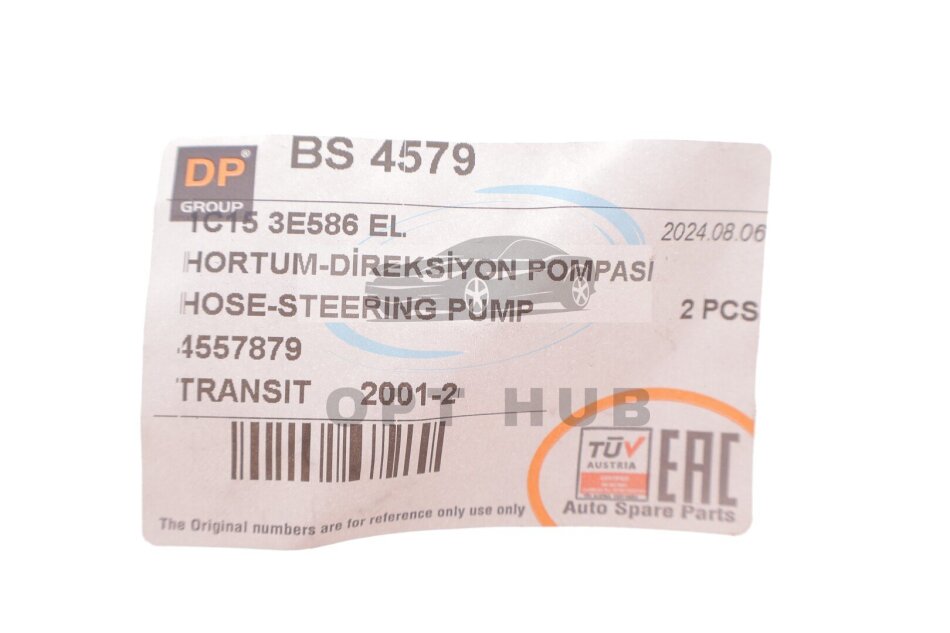 DP®
GROUP
BS 4579
1C15 3E586 EL
2024.08.06
HORTUM-DİREKSİYON POMPASI
HOSE-STEERING PUMP
2 PCS
4557879
TRANSIT 2001-2
OPT HUB
TÜV
AUSTRIA
EAC
Auto Spare Parts
The Original numbers are for reference only use only